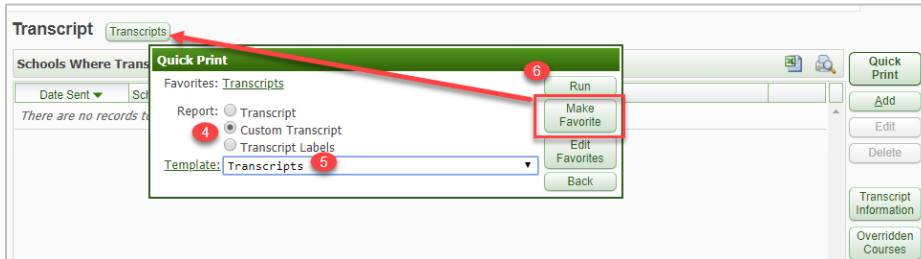 Transcript Transcripts
Quick Print
Schools Where Trans
6
Quick Print
Favorites: Transcripts
Run
Date Sent Sch
Add
Make Favorite
There are no records to
Report: Transcript
4 Custom Transcript
Edit
Transcript Labels
Edit Favorites
Delete
Template: Transcripts 5
Back
Transcript Information
Overridden Courses